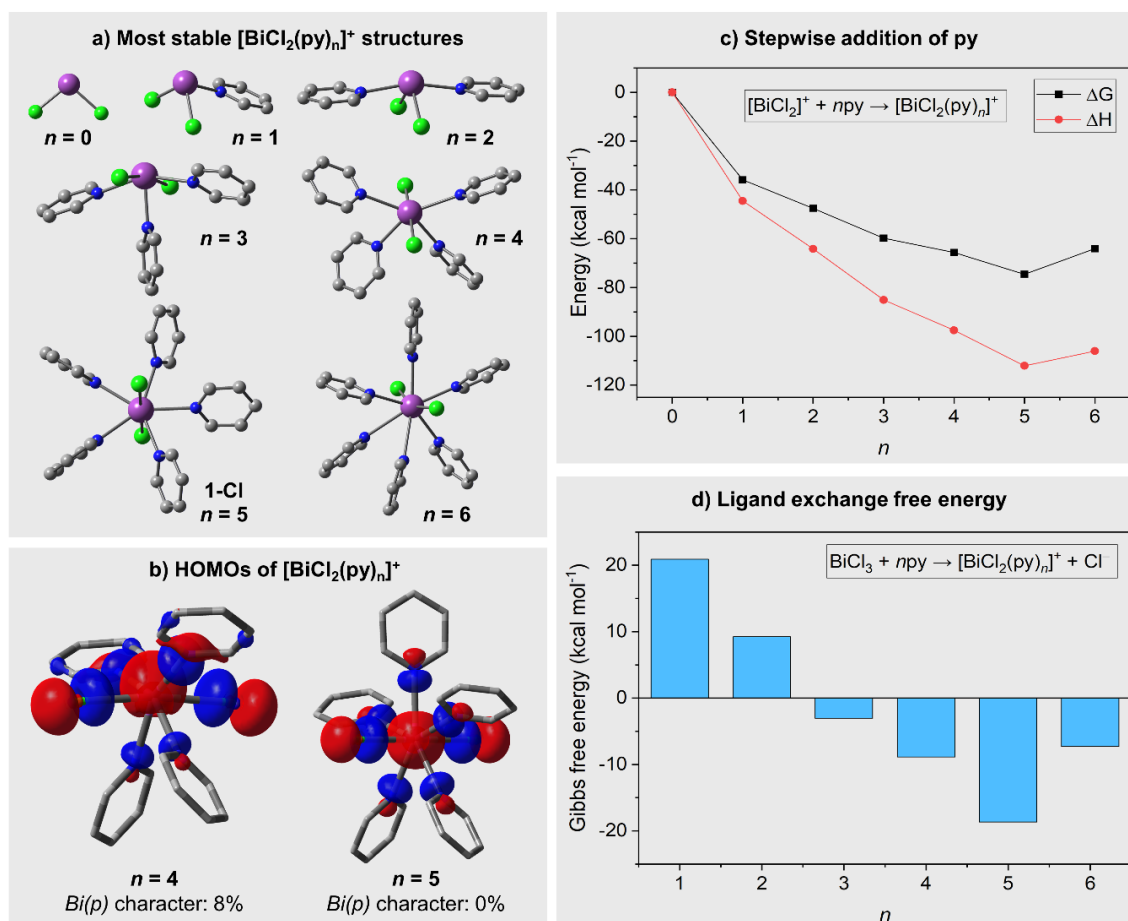 a) Most stable [BiCl₂(py)ₙ]⁺ structures
n = 0
n = 1
n = 2
n = 3
n = 4
1-Cl
n = 5
n = 6
b) HOMOs of [BiCl₂(py)ₙ]⁺
n = 4
Bi(p) character: 8%
n = 5
Bi(p) character: 0%
c) Stepwise addition of py
[BiCl₂]⁺ + npy → [BiCl₂(py)ₙ]⁺
ΔG
ΔH
Energy (kcal mol⁻¹)
0
-20
-40
-60
-80
-100
-120
0 1 2 3 4 5 6
n
d) Ligand exchange free energy
BiCl₃ + npy → [BiCl₂(py)ₙ]⁺ + Cl⁻
Gibbs free energy (kcal mol⁻¹)
20
10
0
-10
-20
1 2 3 4 5 6
n